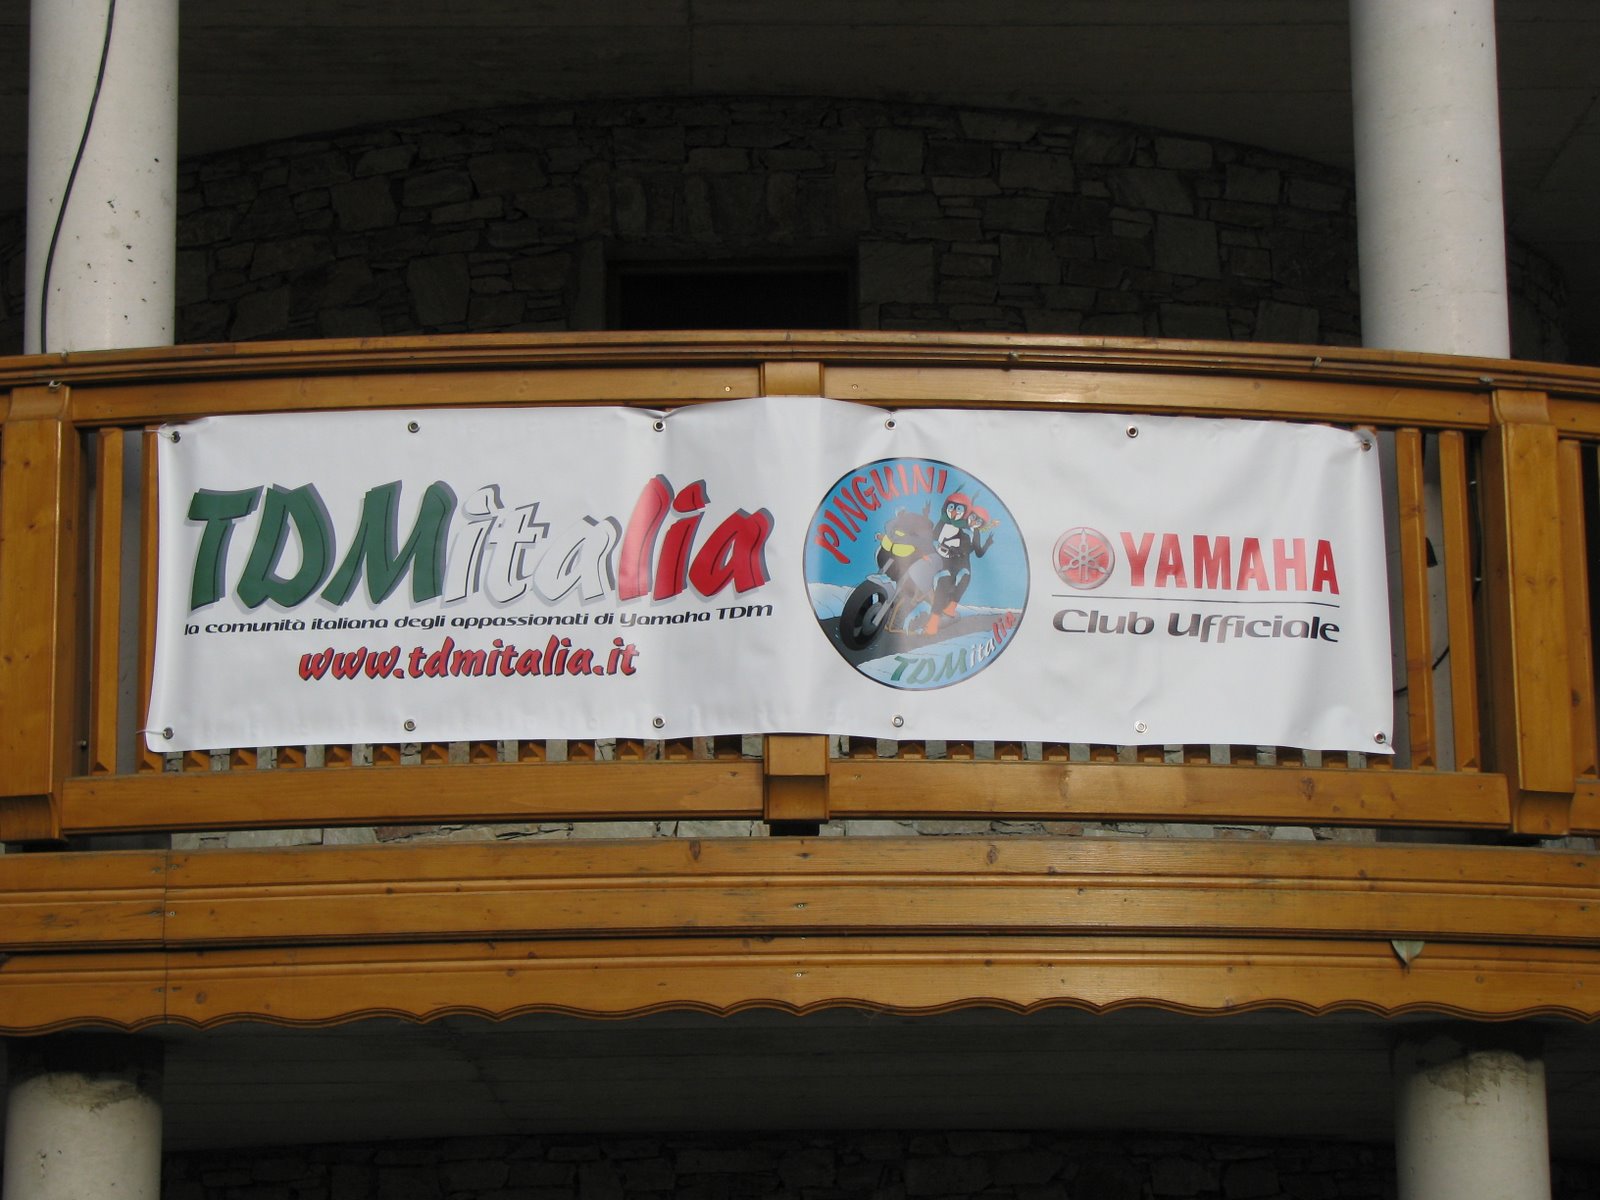 TDMitalia
la comunità italiana degli appassionati di Yamaha TDM
www.tdmitalia.it
PINGUINI
TDMitalia
YAMAHA
Club Ufficiale